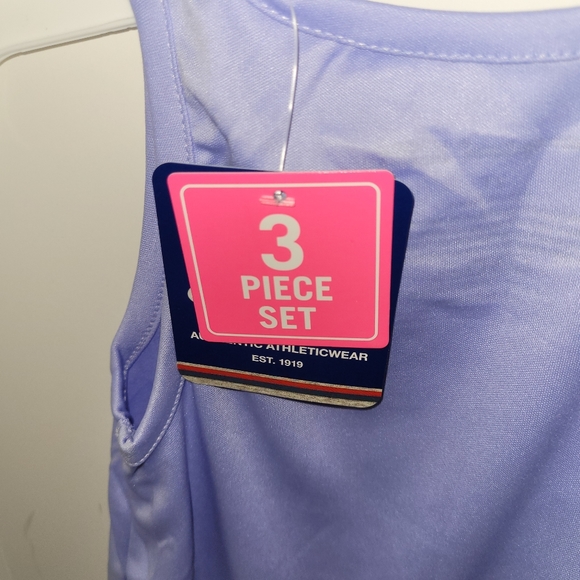 3
PIECE
SET
ATHLETICWEAR
EST. 1919